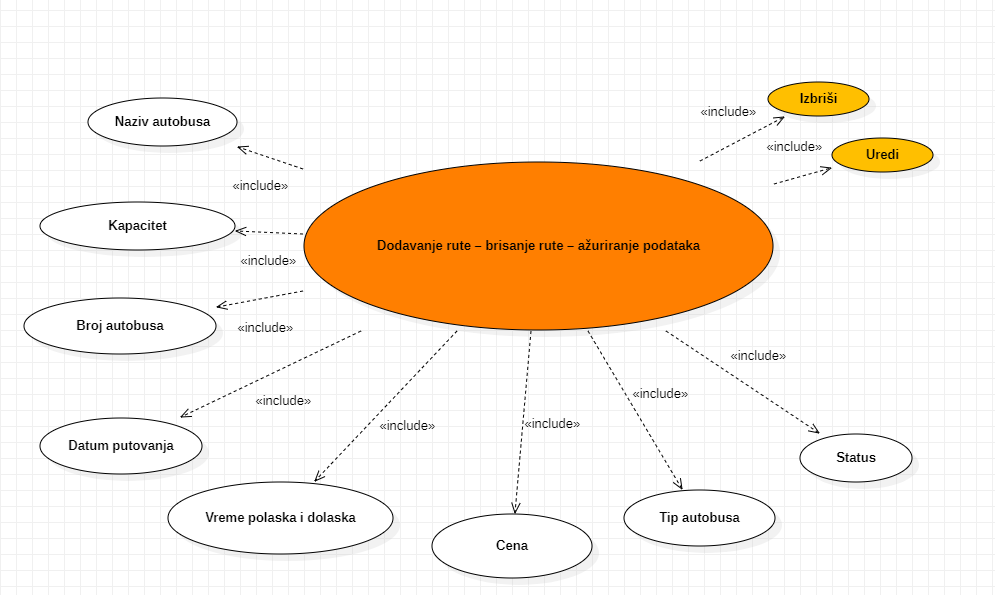 Izbriši
«include»
Naziv autobusa
Uredi
«include»
«include»
Kapacitet
Dodavanje rute – brisanje rute – ažuriranje podataka
«include»
Broj autobusa
«include»
«include»
«include»
«include»
«include»
«include»
Datum putovanja
Status
Vreme polaska i dolaska
Tip autobusa
Cena